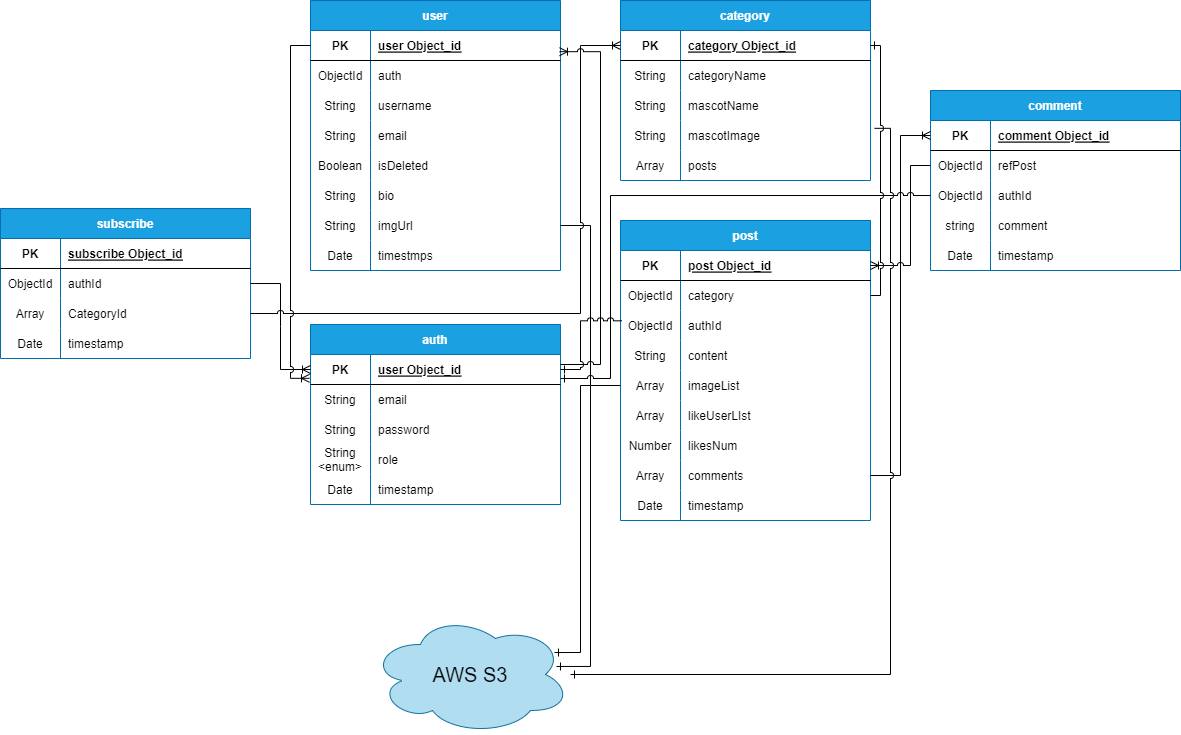 user
PK user Object_id
ObjectId auth
String username
String email
Boolean isDeleted
String bio
String imgUrl
Date timestmps
category
PK category Object_id
String categoryName
String mascotName
String mascotImage
Array posts
comment
PK comment Object_id
ObjectId refPost
ObjectId authId
string comment
Date timestamp
subscribe
PK subscribe Object_id
ObjectId authId
Array CategoryId
Date timestamp
post
PK post Object_id
ObjectId category
ObjectId authId
String content
Array imageList
Array likeUserLIst
Number likesNum
Array comments
Date timestamp
auth
PK user Object_id
String email
String password
String
<enum> role
Date timestamp
AWS S3